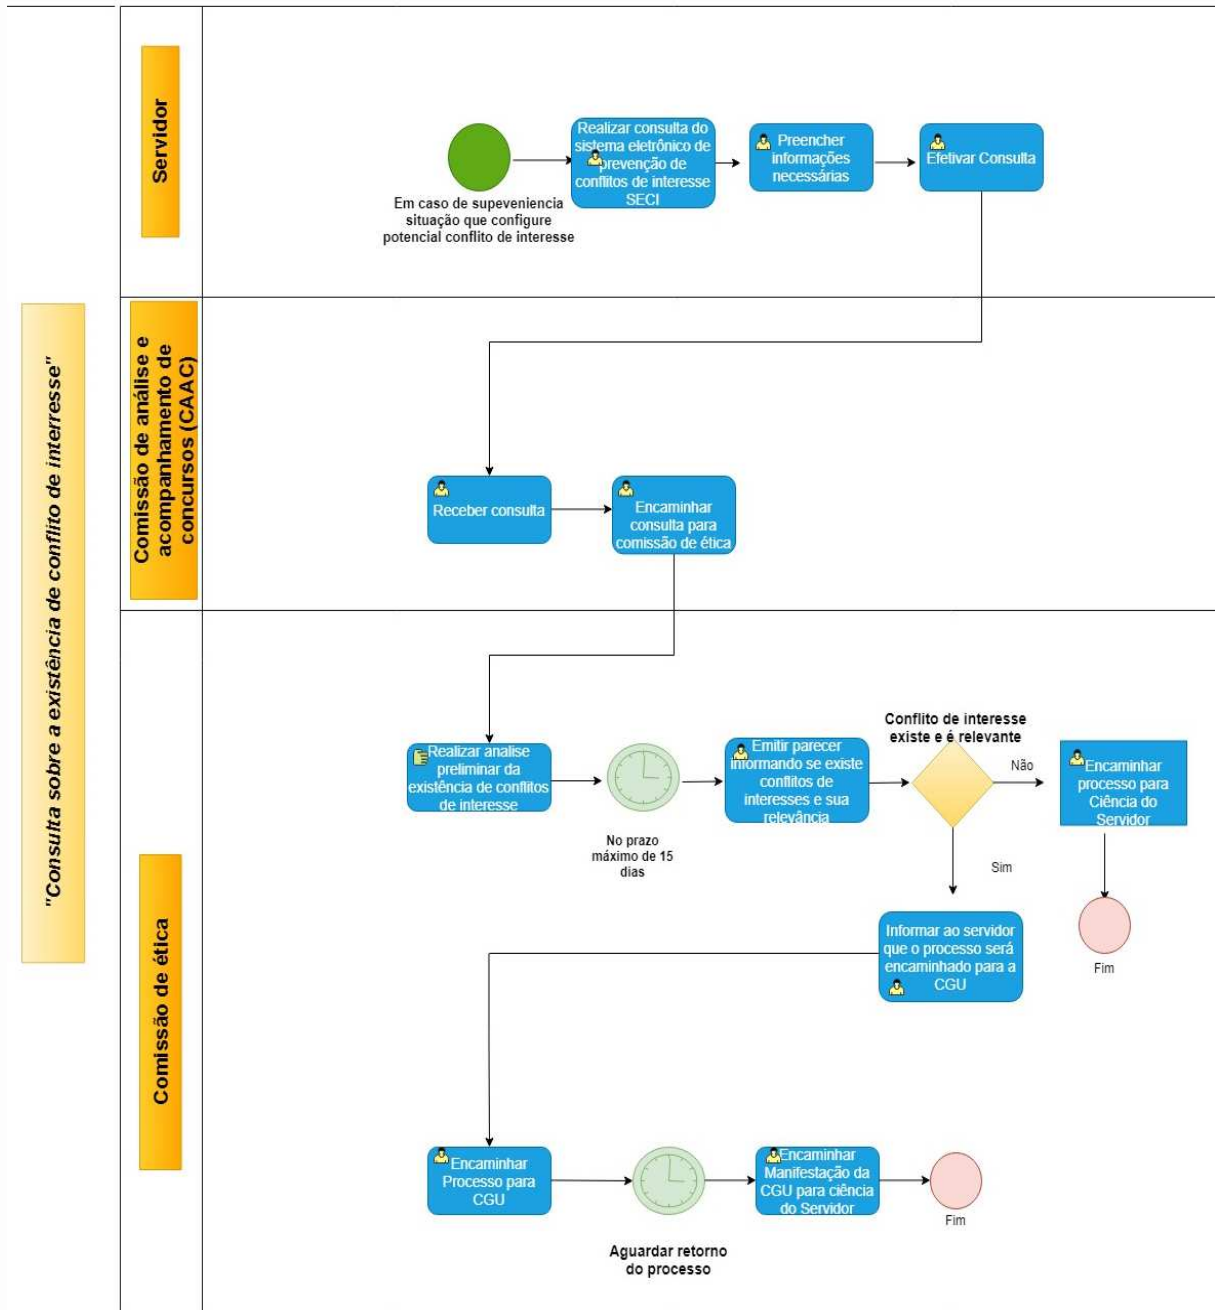 "Consulta sobre a existência de conflito de interresse"
Servidor
Em caso de supeveniencia
situação que configure
potencial conflito de interesse
Realizar consulta do
sistema eletrônico de
prevenção de
conflitos de interesse
SECI
Preencher
informações
necessárias
Efetivar Consulta
Comissão de análise e
acompanhamento de
concursos (CAAC)
Receber consulta
Encaminhar
consulta para
comissão de ética
Comissão de ética
Realizar analise
preliminar da
existência de conflitos
de interesse
No prazo
máximo de 15
dias
Emitir parecer
informando se existe
conflitos de
interesses e sua
relevância
Conflito de interesse
existe e é relevante
Não
Encaminhar
processo para
Ciência do
Servidor
Fim
Sim
Informar ao servidor
que o processo será
encaminhado para a
CGU
Encaminhar
Processo para
CGU
Aguardar retorno
do processo
Encaminhar
Manifestação da
CGU para ciência
do Servidor
Fim